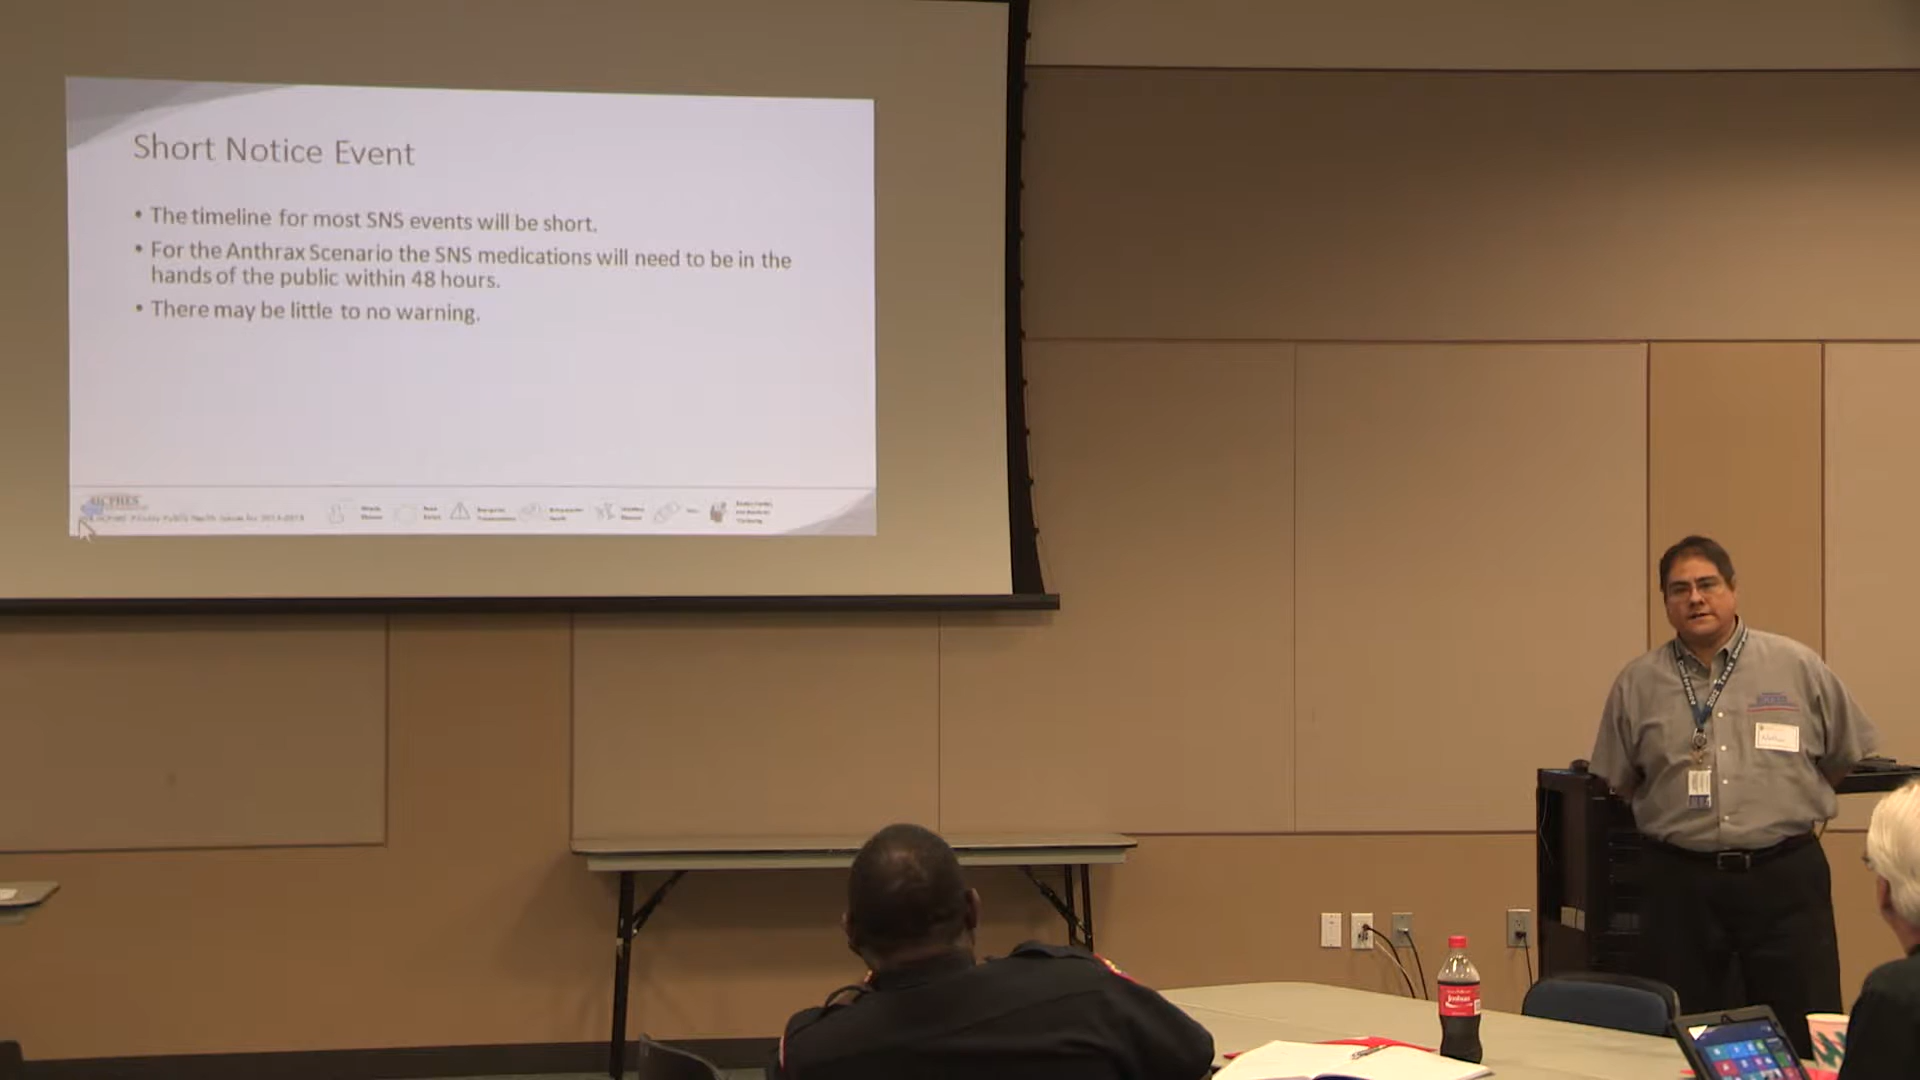 Short Notice Event
• The timeline for most SNS events will be short.
• For the Anthrax Scenario the SNS medications will need to be in the
hands of the public within 48 hours.
• There may be little to no warning.
HCPHES
Joshua